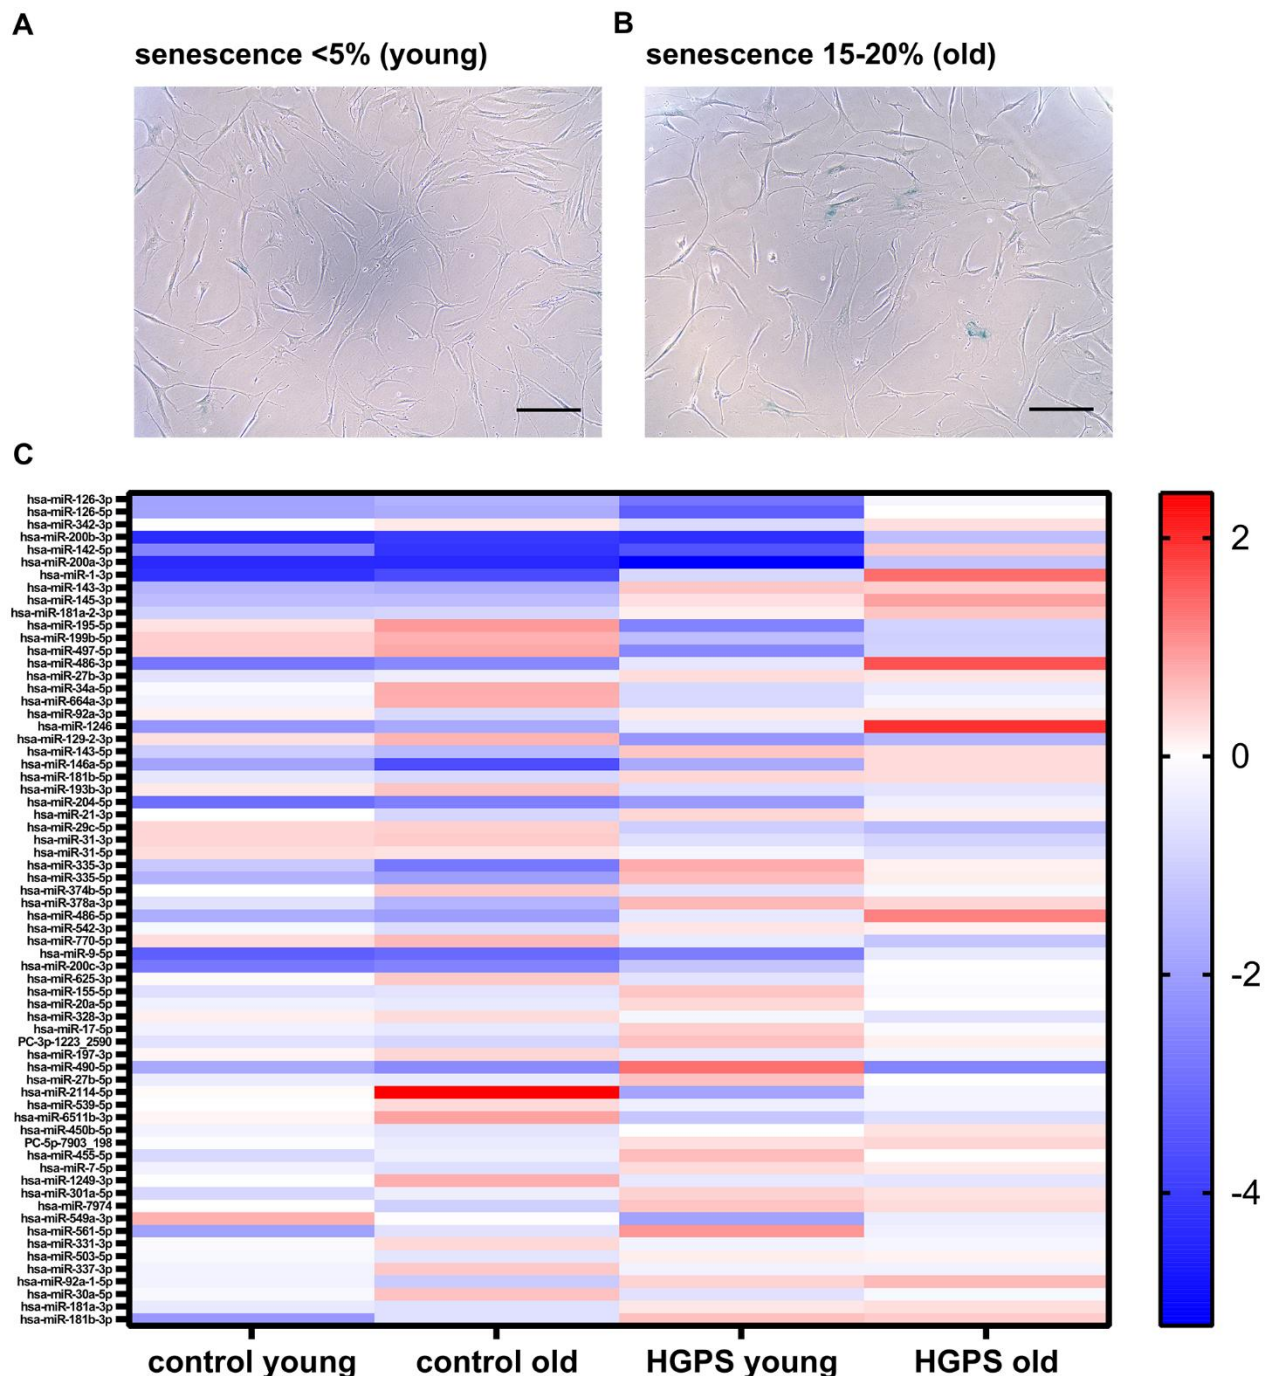 A
B
senescence <5% (young)
senescence 15-20% (old)
C
hsa-miR-126-3p
hsa-miR-126-5p
hsa-miR-342-3p
hsa-miR-200b-3p
hsa-miR-142-5p
hsa-miR-200a-3p
hsa-miR-1-3p
hsa-miR-143-3p
hsa-miR-145-3p
hsa-miR-181a-2-3p
hsa-miR-195-5p
hsa-miR-199b-5p
hsa-miR-497-5p
hsa-miR-486-3p
hsa-miR-27b-3p
hsa-miR-34a-5p
hsa-miR-664a-3p
hsa-miR-92a-3p
hsa-miR-1246
hsa-miR-129-2-3p
hsa-miR-143-5p
hsa-miR-146a-5p
hsa-miR-181b-5p
hsa-miR-193b-3p
hsa-miR-204-5p
hsa-miR-21-3p
hsa-miR-29c-5p
hsa-miR-31-3p
hsa-miR-31-5p
hsa-miR-335-3p
hsa-miR-335-5p
hsa-miR-374b-5p
hsa-miR-378a-3p
hsa-miR-486-5p
hsa-miR-542-3p
hsa-miR-770-5p
hsa-miR-9-5p
hsa-miR-200c-3p
hsa-miR-625-3p
hsa-miR-155-5p
hsa-miR-20a-5p
hsa-miR-328-3p
hsa-miR-17-5p
PC-3p-1223_2590
hsa-miR-197-3p
hsa-miR-490-5p
hsa-miR-27b-5p
hsa-miR-2114-5p
hsa-miR-539-5p
hsa-miR-6511b-3p
hsa-miR-450b-5p
PC-5p-7903_198
hsa-miR-455-5p
hsa-miR-7-5p
hsa-miR-1249-3p
hsa-miR-301a-5p
hsa-miR-7974
hsa-miR-549a-3p
hsa-miR-561-5p
hsa-miR-331-3p
hsa-miR-503-5p
hsa-miR-337-3p
hsa-miR-92a-1-5p
hsa-miR-30a-5p
hsa-miR-181a-3p
hsa-miR-181b-3p
control young
control old
HGPS young
HGPS old
2
0
-2
-4